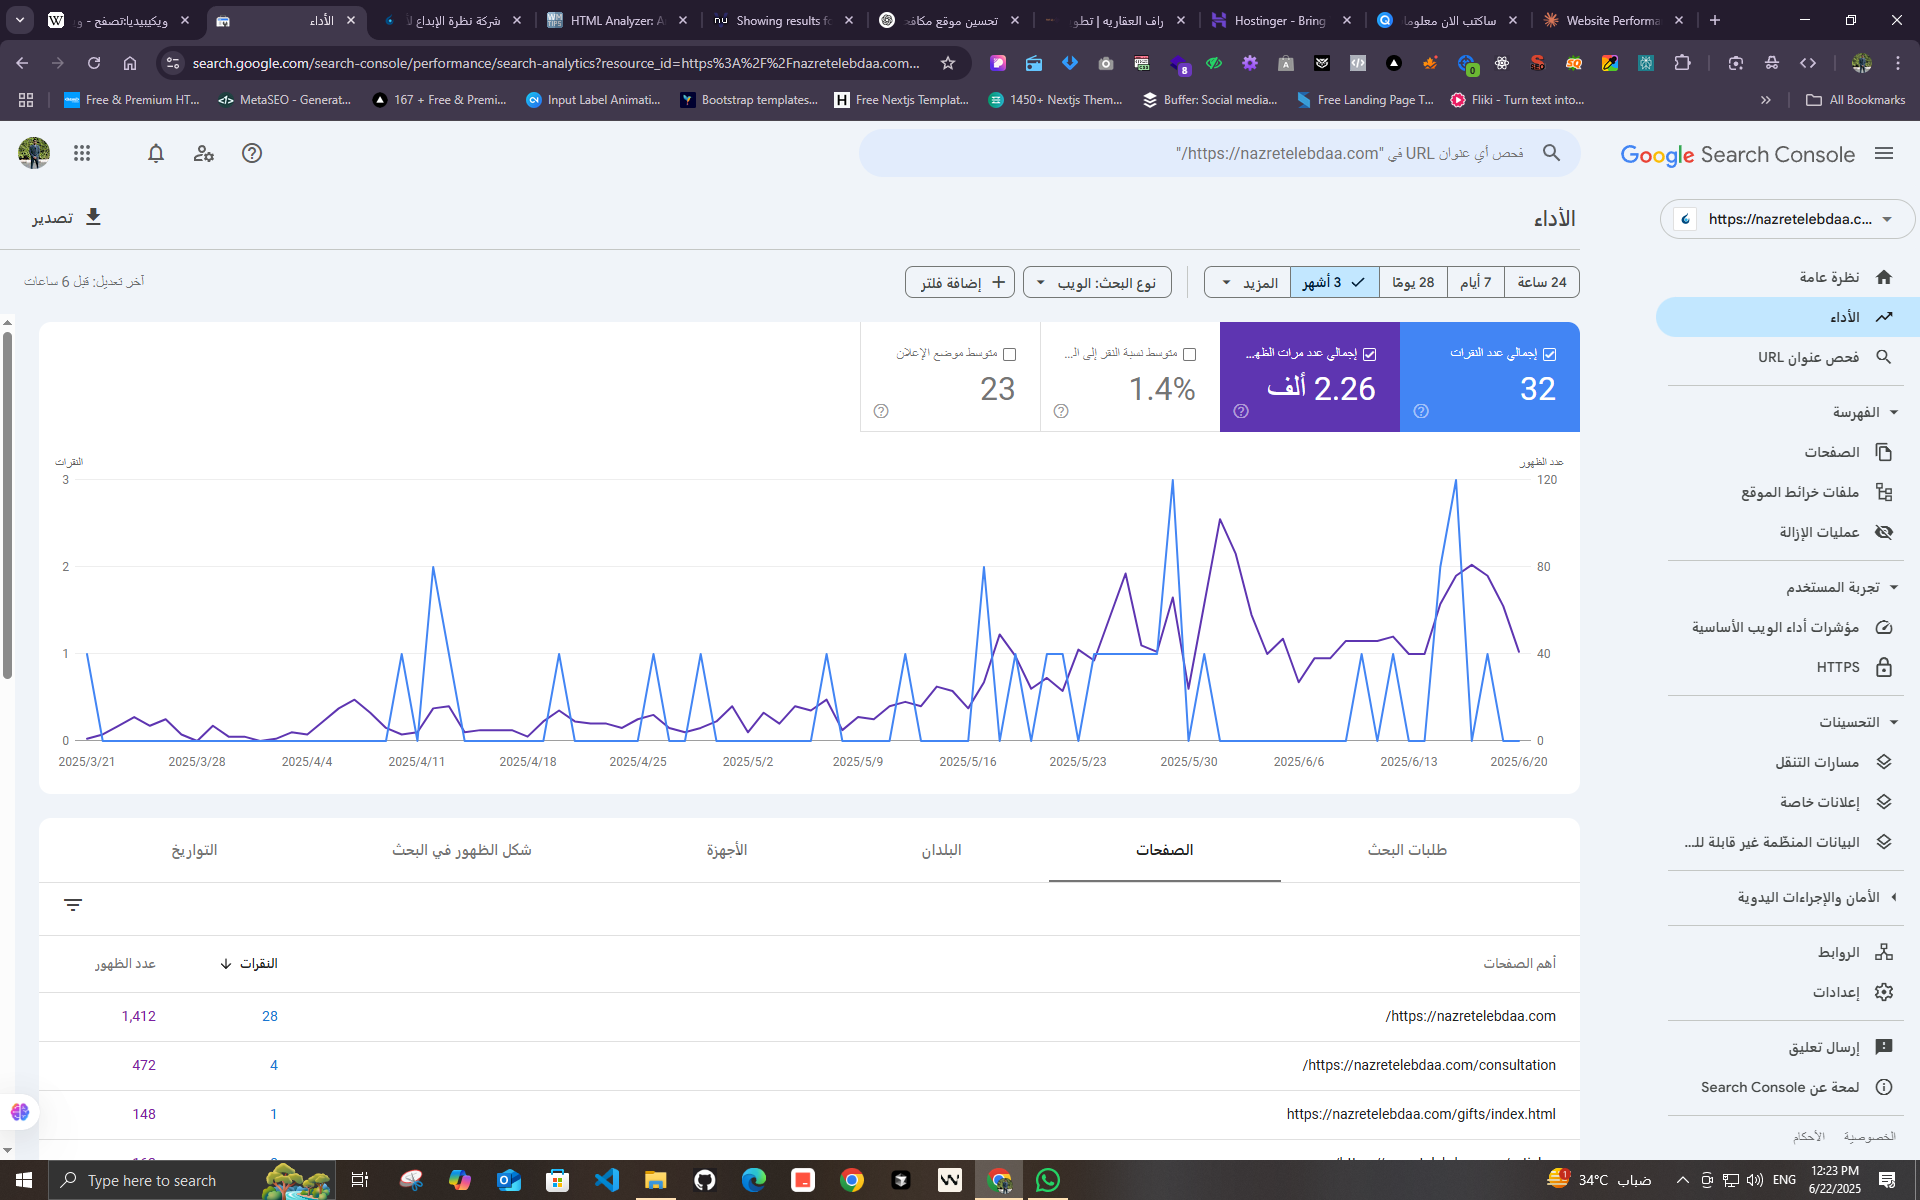 ويكيبيديا:تصفح - وي
الأداء
شركة نظرة الإبداع لأ
HTML Analyzer: A
Showing results f
تحسين موقع مكافح
راف العقاريه | تطو
Hostinger - Bring
ساكتب الان معلوما
Website Performa
search.google.com/search-console/performance/search-analytics?resource_id=https%3A%2F%2Fnazretelebdaa.com...
Free & Premium HT...
MetaSEO - Generat...
167 + Free & Premi...
Input Label Animati...
Bootstrap templates...
Free Nextjs Templat...
1450+ Nextjs Them...
Buffer: Social media...
Free Landing Page T...
Fliki - Turn text into...
All Bookmarks
Google Search Console
فحص أي عنوان URL في "https://nazretelebdaa.com/"
https://nazretelebdaa.c...
الأداء
تصدير
24 ساعة
7 أيام
28 يومًا
3 أشهر
المزيد
نوع البحث: الويب
إضافة فلتر
آخر تعديل: قبل 6 ساعات
نظرة عامة
الأداء
فحص عنوان URL
الفهرسة
الصفحات
ملفات خرائط الموقع
عمليات الإزالة
تجربة المستخدم
مؤشرات أداء الويب الأساسية
HTTPS
التحسينات
مسارات التنقل
إعلانات خاصة
البيانات المنظّمة غير قابلة للـ...
الأمان والإجراءات اليدوية
الروابط
إعدادات
إرسال تعليق
لمحة عن Search Console
الخصوصية
الأحكام
إجمالي عدد النقرات
32
إجمالي عدد مرات الظهـ...
2.26 ألف
متوسط نسبة النقر إلى الـ...
1.4%
متوسط موضع الإعلان
23
عدد الظهور
النقرات
3
120
2
80
1
40
0
0
2025/3/21
2025/3/28
2025/4/4
2025/4/11
2025/4/18
2025/4/25
2025/5/2
2025/5/9
2025/5/16
2025/5/23
2025/5/30
2025/6/6
2025/6/13
2025/6/20
طلبات البحث
الصفحات
البلدان
الأجهزة
شكل الظهور في البحث
التواريخ
أهم الصفحات
النقرات
عدد الظهور
https://nazretelebdaa.com/
28
1,412
https://nazretelebdaa.com/consultation/
4
472
https://nazretelebdaa.com/gifts/index.html
1
148
Type here to search
34°C ضباب
ENG
12:23 PM
6/22/2025